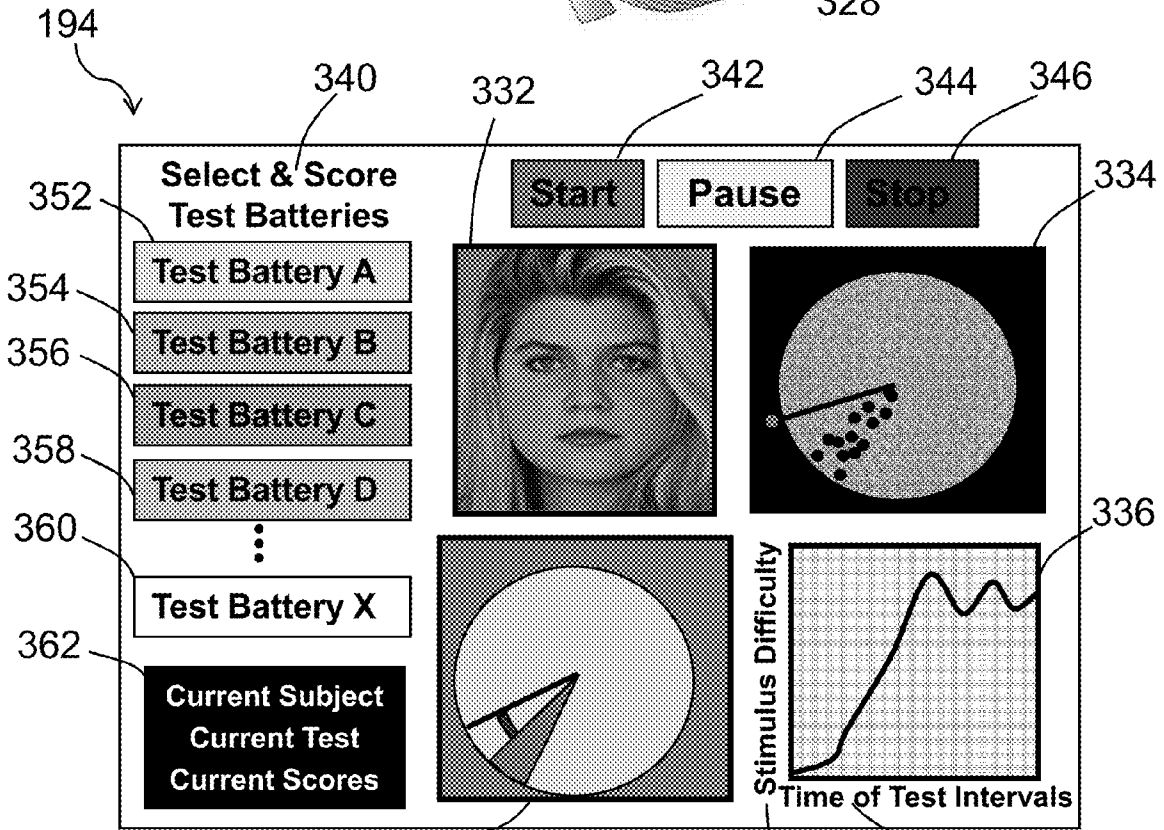 328
194
340
332
342
344
346
Select & Score
Test Batteries
Start
Pause
Stop
334
352
Test Battery A
354
Test Battery B
356
Test Battery C
358
Test Battery D
360
Test Battery X
336
362
Current Subject
Current Test
Current Scores
Stimulus Difficulty
Time of Test Intervals